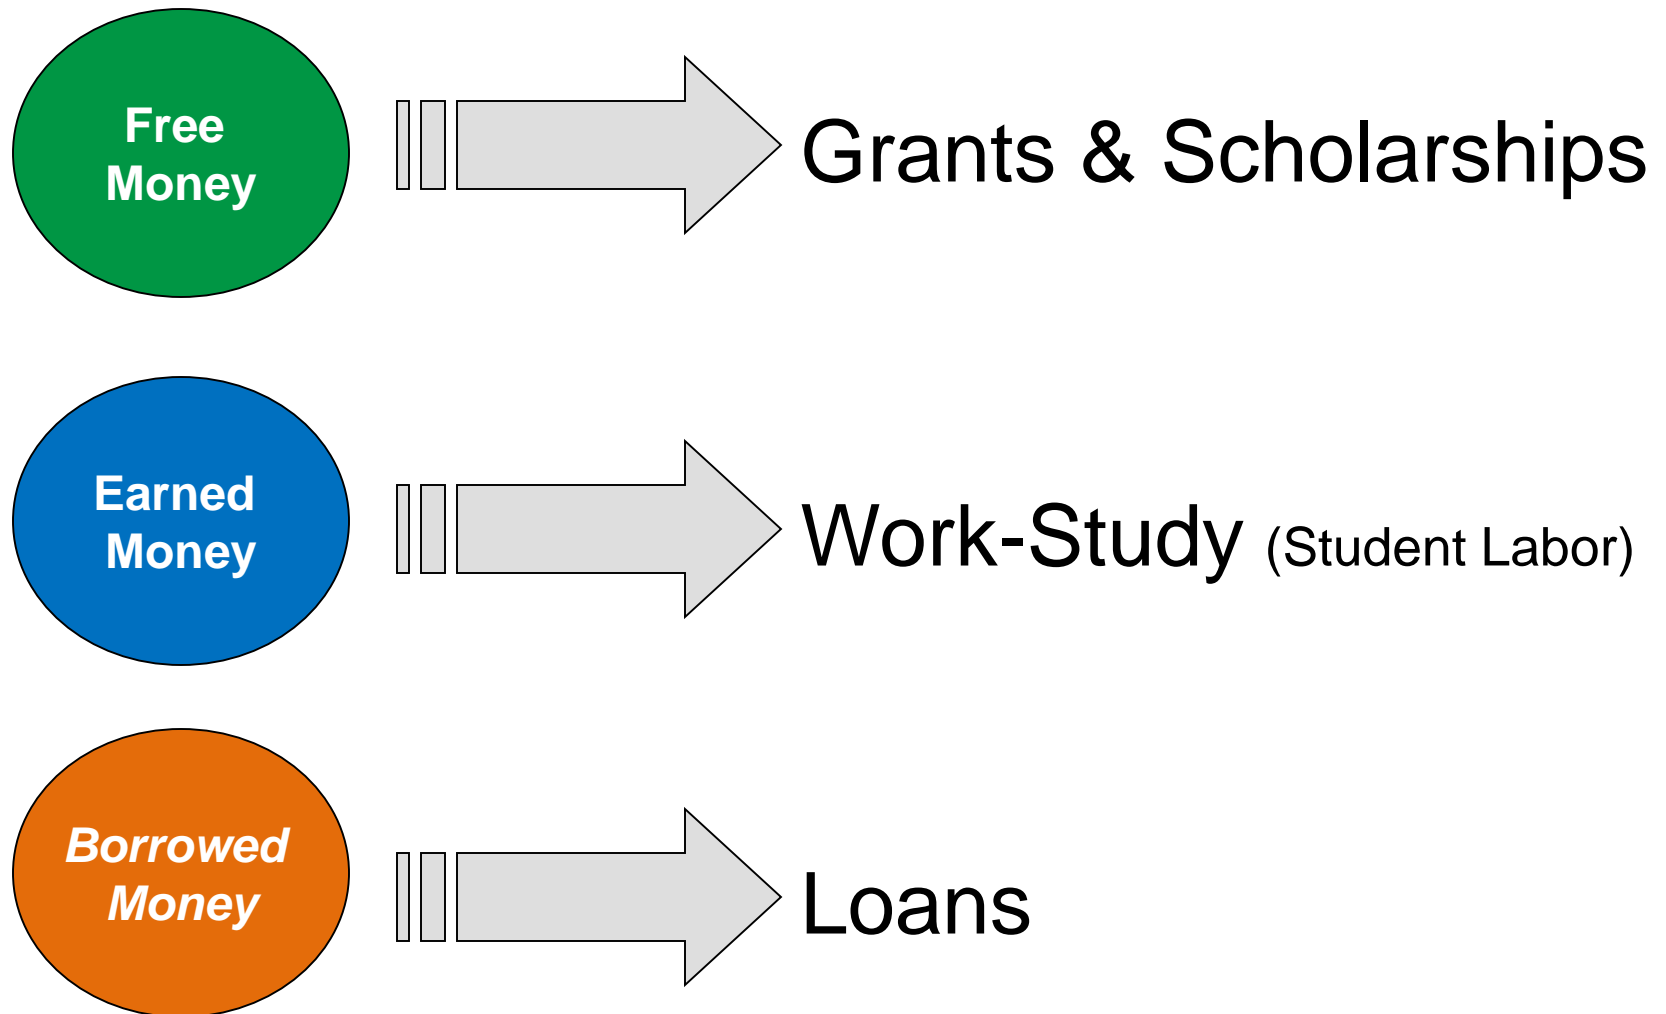 Free
Money
Grants & Scholarships
Earned
Money
Work-Study (Student Labor)
Borrowed
Money
Loans